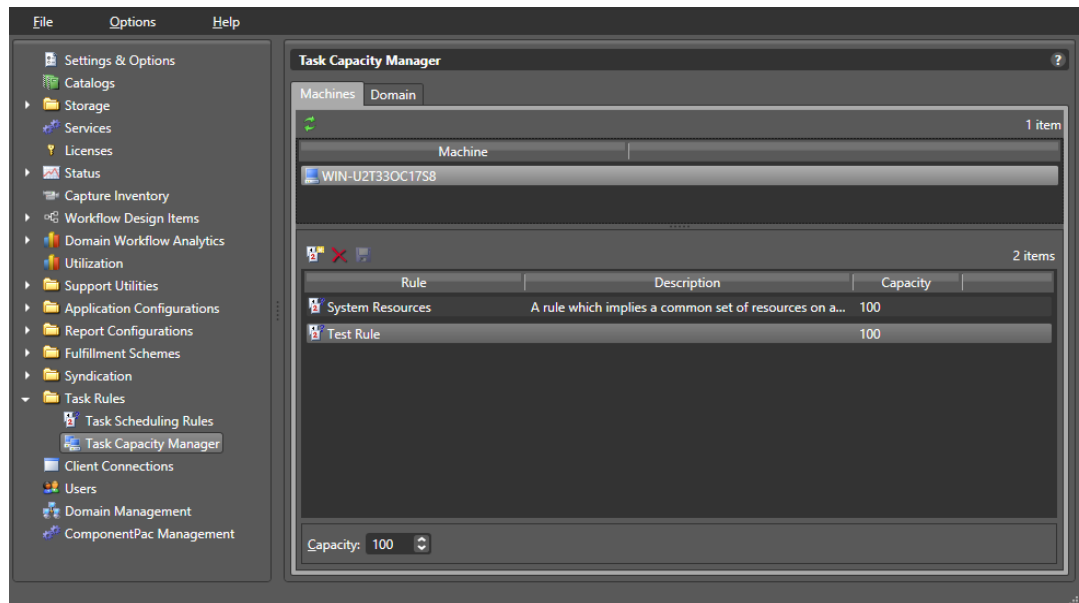 File Options Help
Settings & Options
Catalogs
Storage
Services
Licenses
Status
Capture Inventory
Workflow Design Items
Domain Workflow Analytics
Utilization
Support Utilities
Application Configurations
Report Configurations
Fulfillment Schemes
Syndication
Task Rules
Task Scheduling Rules
Task Capacity Manager
Client Connections
Users
Domain Management
ComponentPac Management
Task Capacity Manager ?
Machines Domain
1 item
Machine
WIN-U2T33OC17S8
2 items
Rule Description Capacity
System Resources A rule which implies a common set of resources on a... 100
Test Rule 100
Capacity: 100